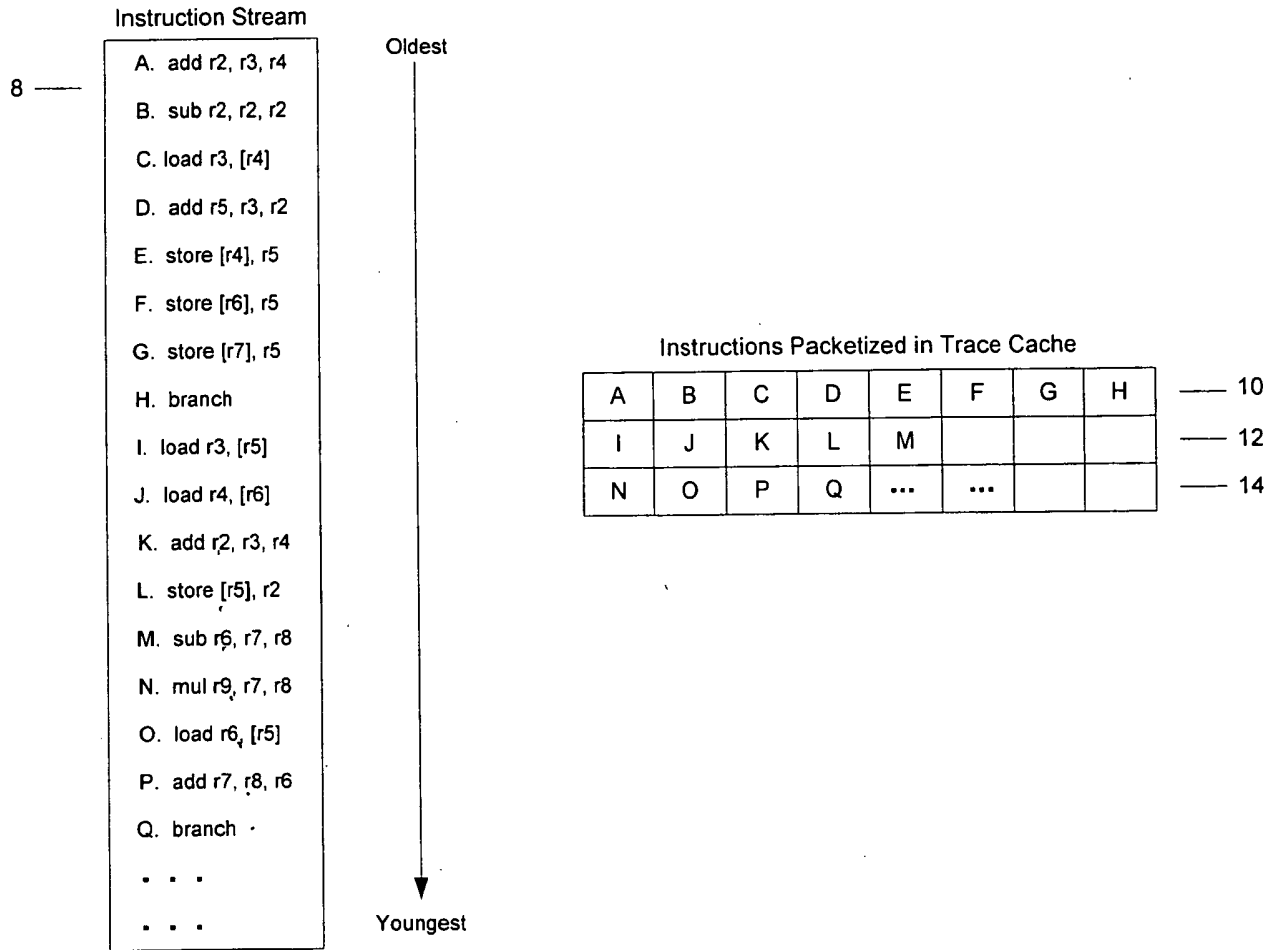 Instruction Stream
Oldest
8
A. add r2, r3, r4
B. sub r2, r2, r2
C. load r3, [r4]
D. add r5, r3, r2
E. store [r4], r5
F. store [r6], r5
G. store [r7], r5
H. branch
I. load r3, [r5]
J. load r4, [r6]
K. add r2, r3, r4
L. store [r5], r2
M. sub r6, r7, r8
N. mul r9, r7, r8
O. load r6, [r5]
P. add r7, r8, r6
Q. branch
. . .
. . .
Youngest
Instructions Packetized in Trace Cache
A B C D E F G H 10
I J K L M 12
N O P Q ... ... 14